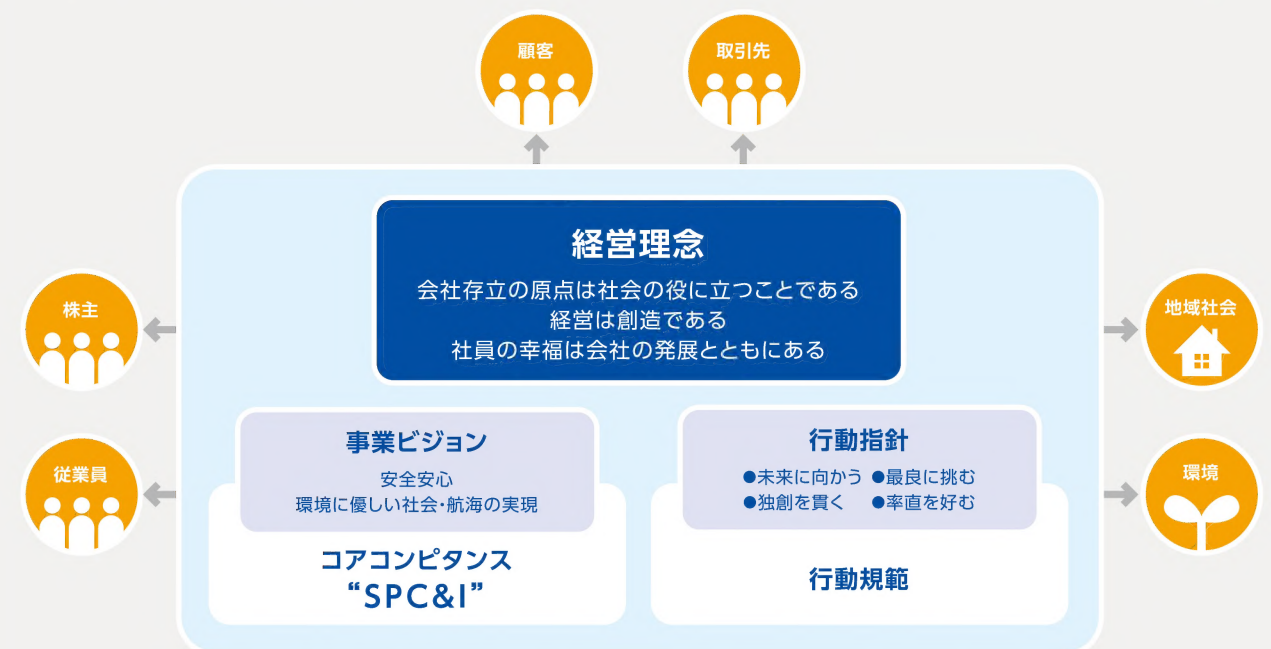 顧客
取引先
経営理念
会社存立の原点は社会の役に立つことである
経営は創造である
社員の幸福は会社の発展とともにある
株主
地域社会
従業員
環境
事業ビジョン
安全安心
環境に優しい社会・航海の実現
コアコンピタンス
“SPC&I”
行動指針
●未来に向かう ●最良に挑む
●独創を貫く ●率直を好む
行動規範